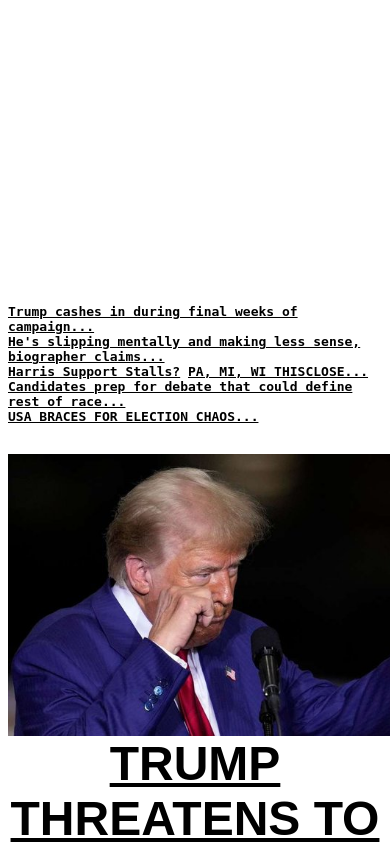 Trump cashes in during final weeks of
campaign...
He's slipping mentally and making less sense,
biographer claims...
Harris Support Stalls? PA, MI, WI THISCLOSE...
Candidates prep for debate that could define
rest of race...
USA BRACES FOR ELECTION CHAOS...
TRUMP
THREATENS TO